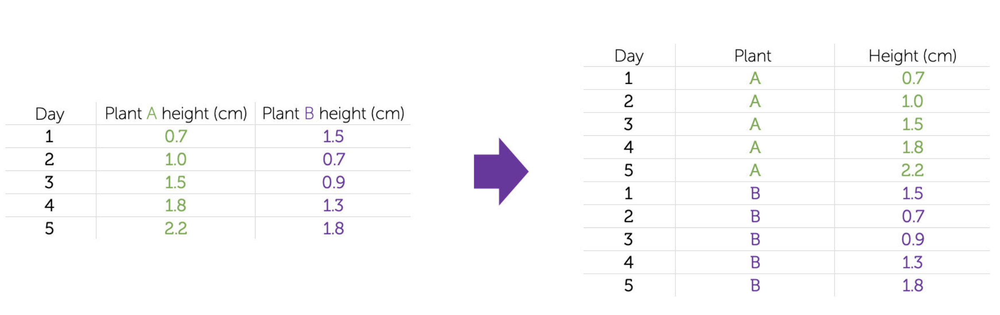 Day Plant A height (cm) Plant B height (cm)
1 0.7 1.5
2 1.0 0.7
3 1.5 0.9
4 1.8 1.3
5 2.2 1.8
Day Plant Height (cm)
1 A 0.7
2 A 1.0
3 A 1.5
4 A 1.8
5 A 2.2
1 B 1.5
2 B 0.7
3 B 0.9
4 B 1.3
5 B 1.8